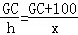 GC/h = GC+100/x